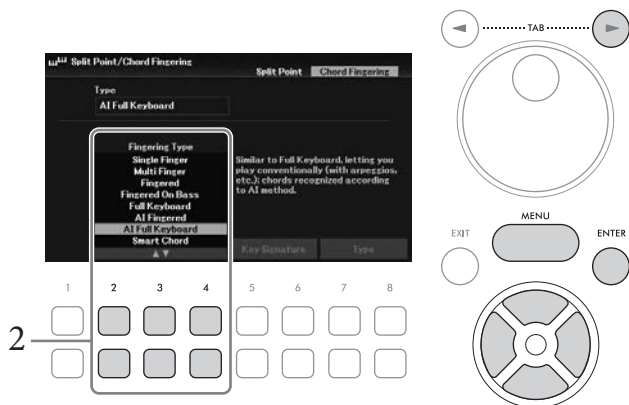 TAB
Split Point/Chord Fingering
Split Point Chord Fingering
Type
AI Full Keyboard
Fingering Type
Single Finger
Multi Finger
Fingered
Fingered On Bass
Full Keyboard
AI Fingered
AI Full Keyboard
Smart Chord
Similar to Full Keyboard, letting you
play conventionally (with arpeggios,
etc.); chords recognized according
to AI method.
Key Signature Type
MENU
EXIT
ENTER
1 2 3 4 5 6 7 8
2